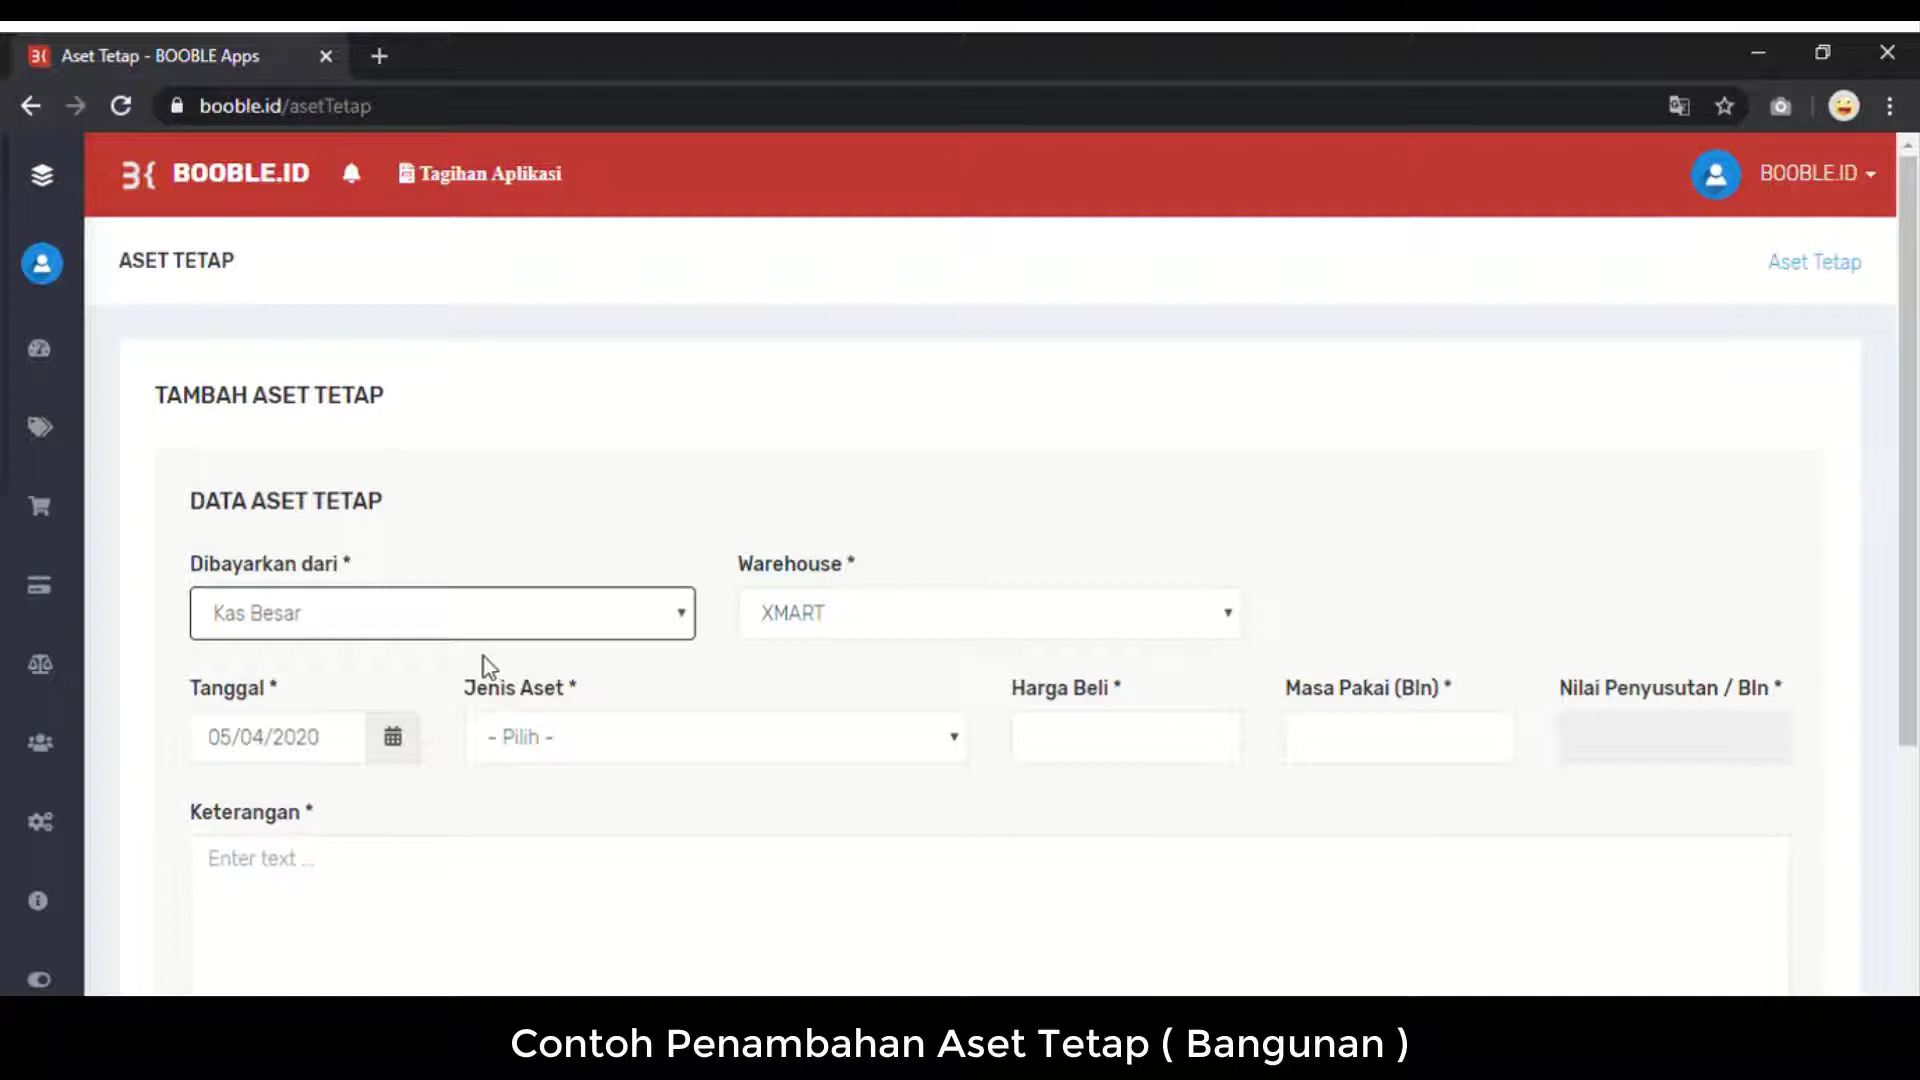 Aset Tetap - BOOBLE Apps
booble.id/asetTetap
BOOBLE.ID
Tagihan Aplikasi
BOOBLE.ID
ASET TETAP
Aset Tetap
TAMBAH ASET TETAP
DATA ASET TETAP
Dibayarkan dari *
Warehouse *
Kas Besar
XMART
Tanggal *
Jenis Aset *
Harga Beli *
Masa Pakai (Bln) *
Nilai Penyusutan / Bln *
05/04/2020
- Pilih -
Keterangan *
Enter text ...
Contoh Penambahan Aset Tetap ( Bangunan )